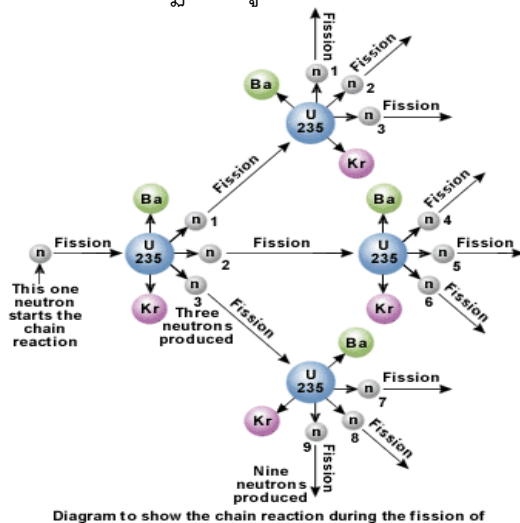 Fission
n 1
Fission
n 2
Fission
n 3
Ba
U
235
Kr
Ba
Fission
n 1
n
Fission
U
235
n 2
Fission
n 3
Fission
Kr
This one
neutron
starts the
chain
reaction
Three
neutrons
produced
Ba
U
235
Kr
n 4
Fission
n 5
Fission
n 6
Fission
Ba
U
235
Kr
n 7
Fission
n 8
Fission
n 9
Fission
Nine
neutrons
produced
Diagram to show the chain reaction during the fission of